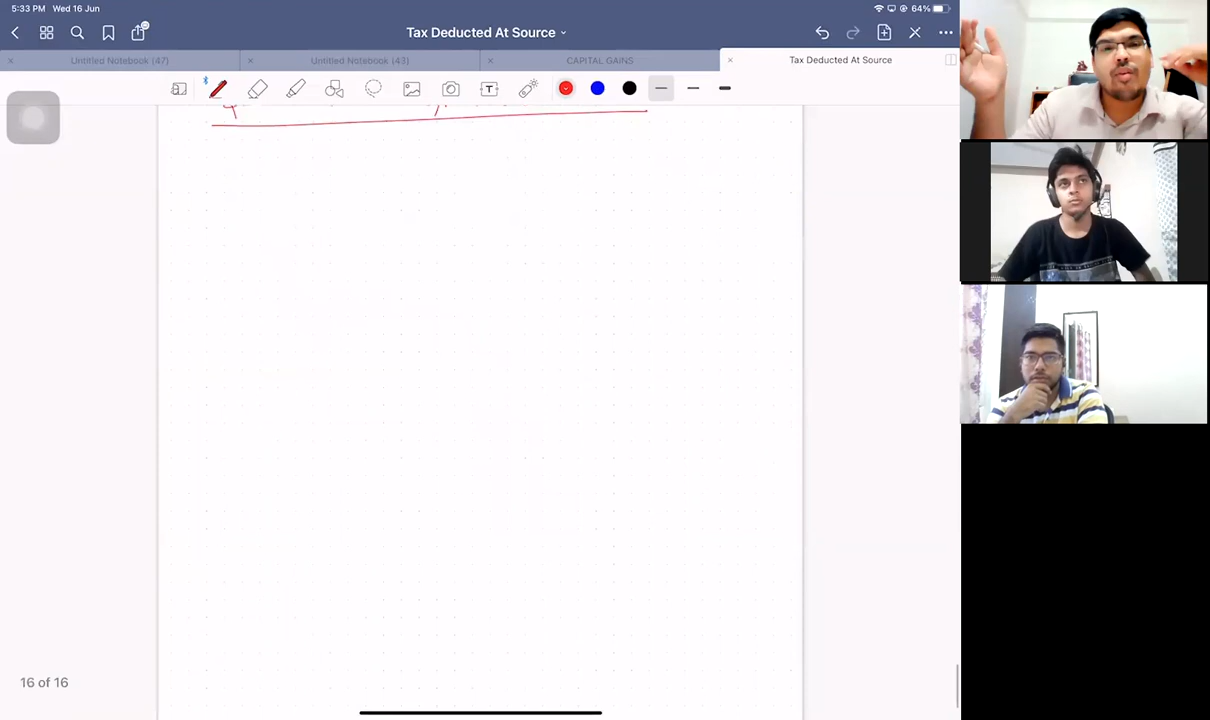 5:33 PM Wed 16 Jun
64%
Tax Deducted At Source
Untitled Notebook (47)
Untitled Notebook (43)
CAPITAL GAINS
Tax Deducted At Source
T
16 of 16